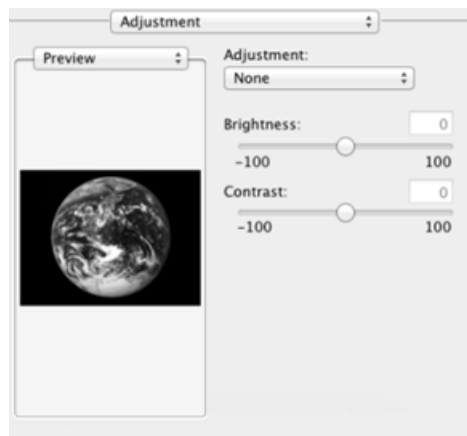 Adjustment
Preview
Adjustment:
None
Brightness: 0
-100 100
Contrast: 0
-100 100